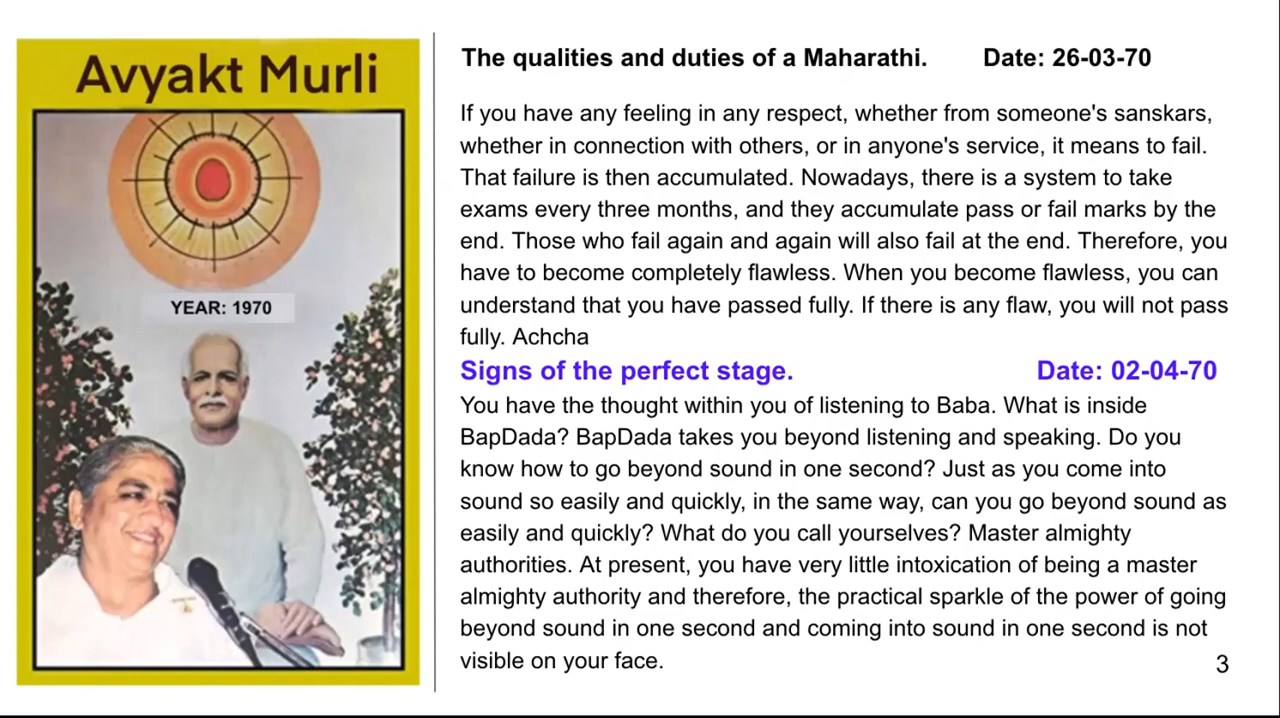 Avyakt Murli
YEAR: 1970
The qualities and duties of a Maharathi. Date: 26-03-70
If you have any feeling in any respect, whether from someone's sanskars,
whether in connection with others, or in anyone's service, it means to fail.
That failure is then accumulated. Nowadays, there is a system to take
exams every three months, and they accumulate pass or fail marks by the
end. Those who fail again and again will also fail at the end. Therefore, you
have to become completely flawless. When you become flawless, you can
understand that you have passed fully. If there is any flaw, you will not pass
fully. Achcha
Signs of the perfect stage. Date: 02-04-70
You have the thought within you of listening to Baba. What is inside
BapDada? BapDada takes you beyond listening and speaking. Do you
know how to go beyond sound in one second? Just as you come into
sound so easily and quickly, in the same way, can you go beyond sound as
easily and quickly? What do you call yourselves? Master almighty
authorities. At present, you have very little intoxication of being a master
almighty authority and therefore, the practical sparkle of the power of going
beyond sound in one second and coming into sound in one second is not
visible on your face.
3